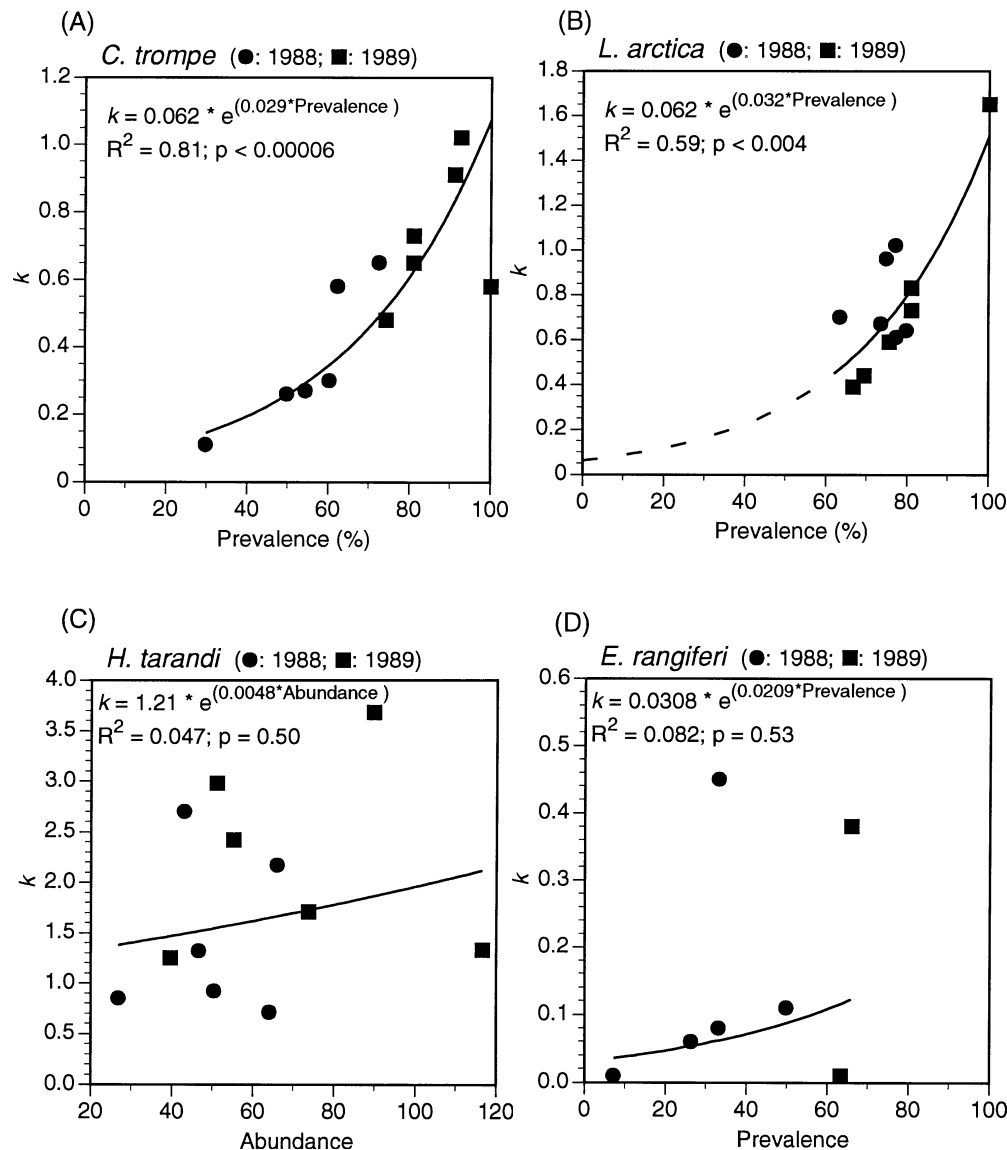 (A)
C. trompe (●: 1988; ■: 1989)
k = 0.062 * e(0.029*Prevalence )
R2 = 0.81; p < 0.00006
1.2
1.0
0.8
0.6
0.4
0.2
0
k
0 20 40 60 80 100
Prevalence (%)
(B)
L. arctica (●: 1988; ■: 1989)
k = 0.062 * e(0.032*Prevalence )
R2 = 0.59; p < 0.004
1.8
1.6
1.4
1.2
1.0
0.8
0.6
0.4
0.2
0
k
0 20 40 60 80 100
Prevalence (%)
(C)
H. tarandi (●: 1988; ■: 1989)
k = 1.21 * e(0.0048*Abundance )
R2 = 0.047; p = 0.50
4.0
3.5
3.0
2.5
2.0
1.5
1.0
0.5
0.0
k
20 40 60 80 100 120
Abundance
(D)
E. rangiferi (●: 1988; ■: 1989)
k = 0.0308 * e(0.0209*Prevalence )
R2 = 0.082; p = 0.53
0.6
0.5
0.4
0.3
0.2
0.1
0.0
k
0 20 40 60 80 100
Prevalence